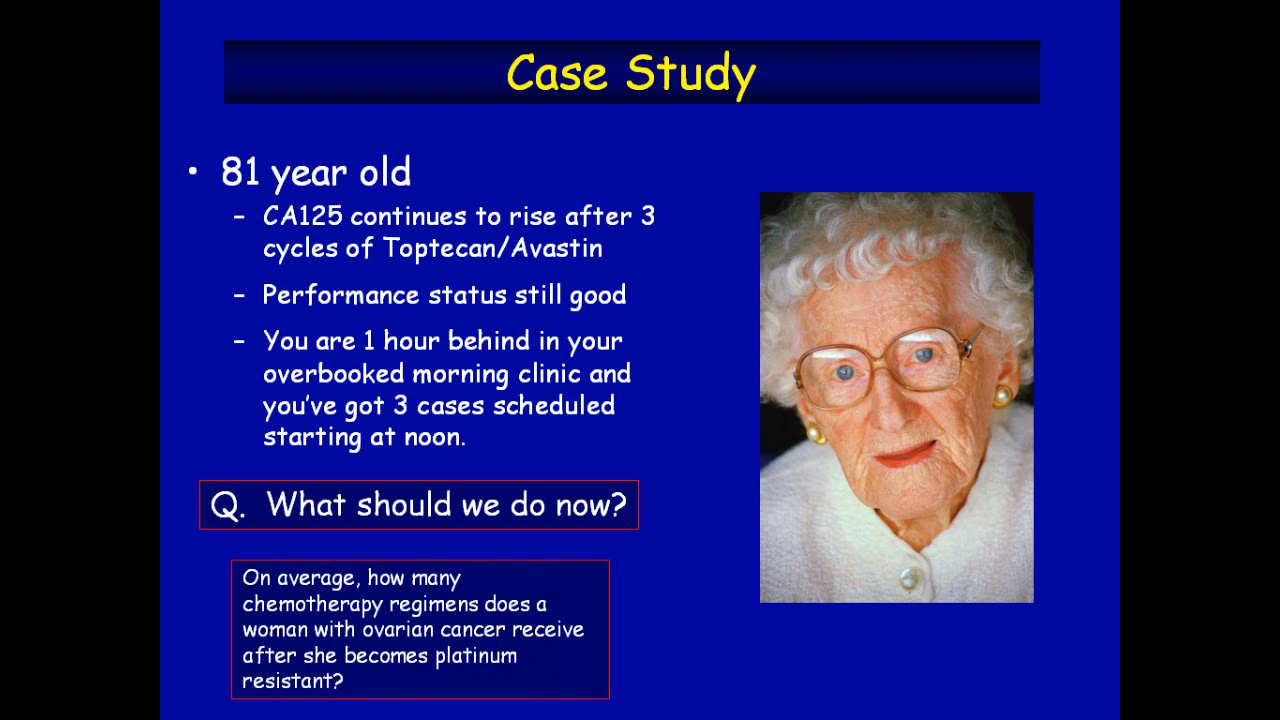 Case Study
• 81 year old
– CA125 continues to rise after 3
cycles of Toptecan/Avastin
– Performance status still good
– You are 1 hour behind in your
overbooked morning clinic and
you've got 3 cases scheduled
starting at noon.
Q. What should we do now?
On average, how many
chemotherapy regimens does a
woman with ovarian cancer receive
after she becomes platinum
resistant?